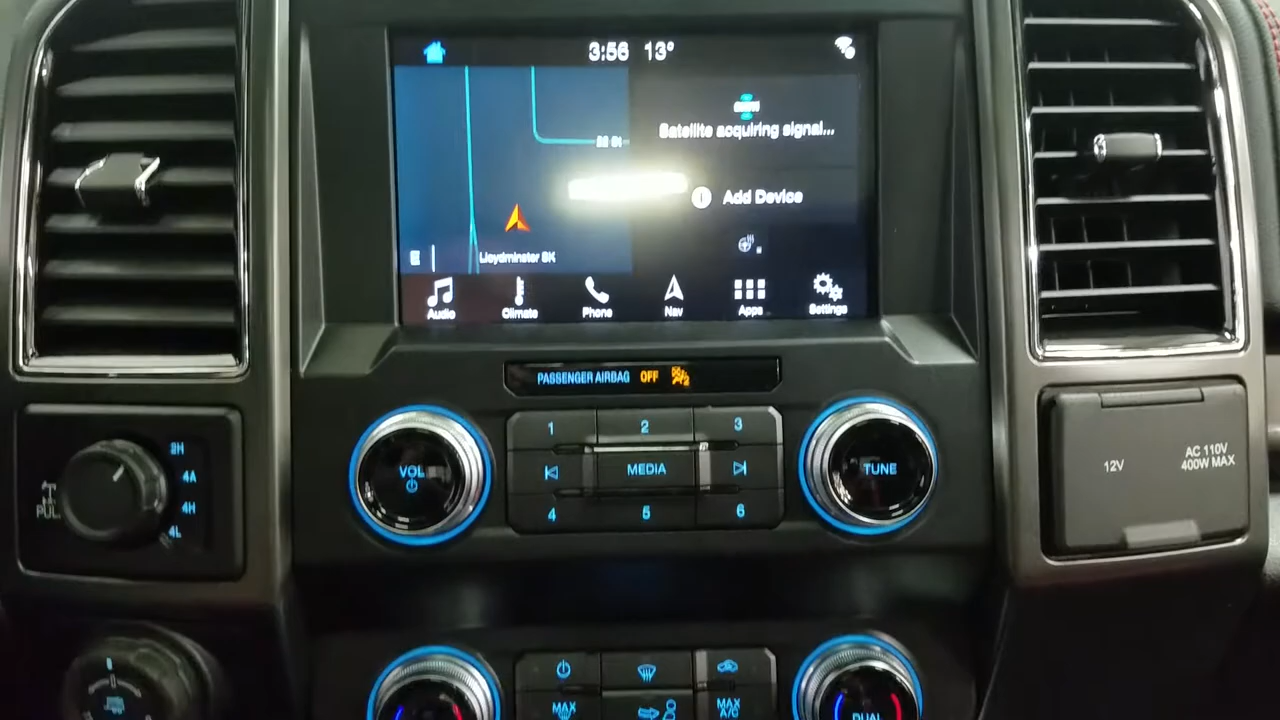 3:56 13°
Satellite acquiring signal...
Add Device
Lloydminster SK
Audio
Climate
Phone
Nav
Apps
Settings
PASSENGER AIRBAG OFF
1
2
3
VOL
MEDIA
TUNE
4
5
6
2H
4A
4H
4L
PULL
12V
AC 110V
400W MAX
MAX
MAX
A/C
DUAL